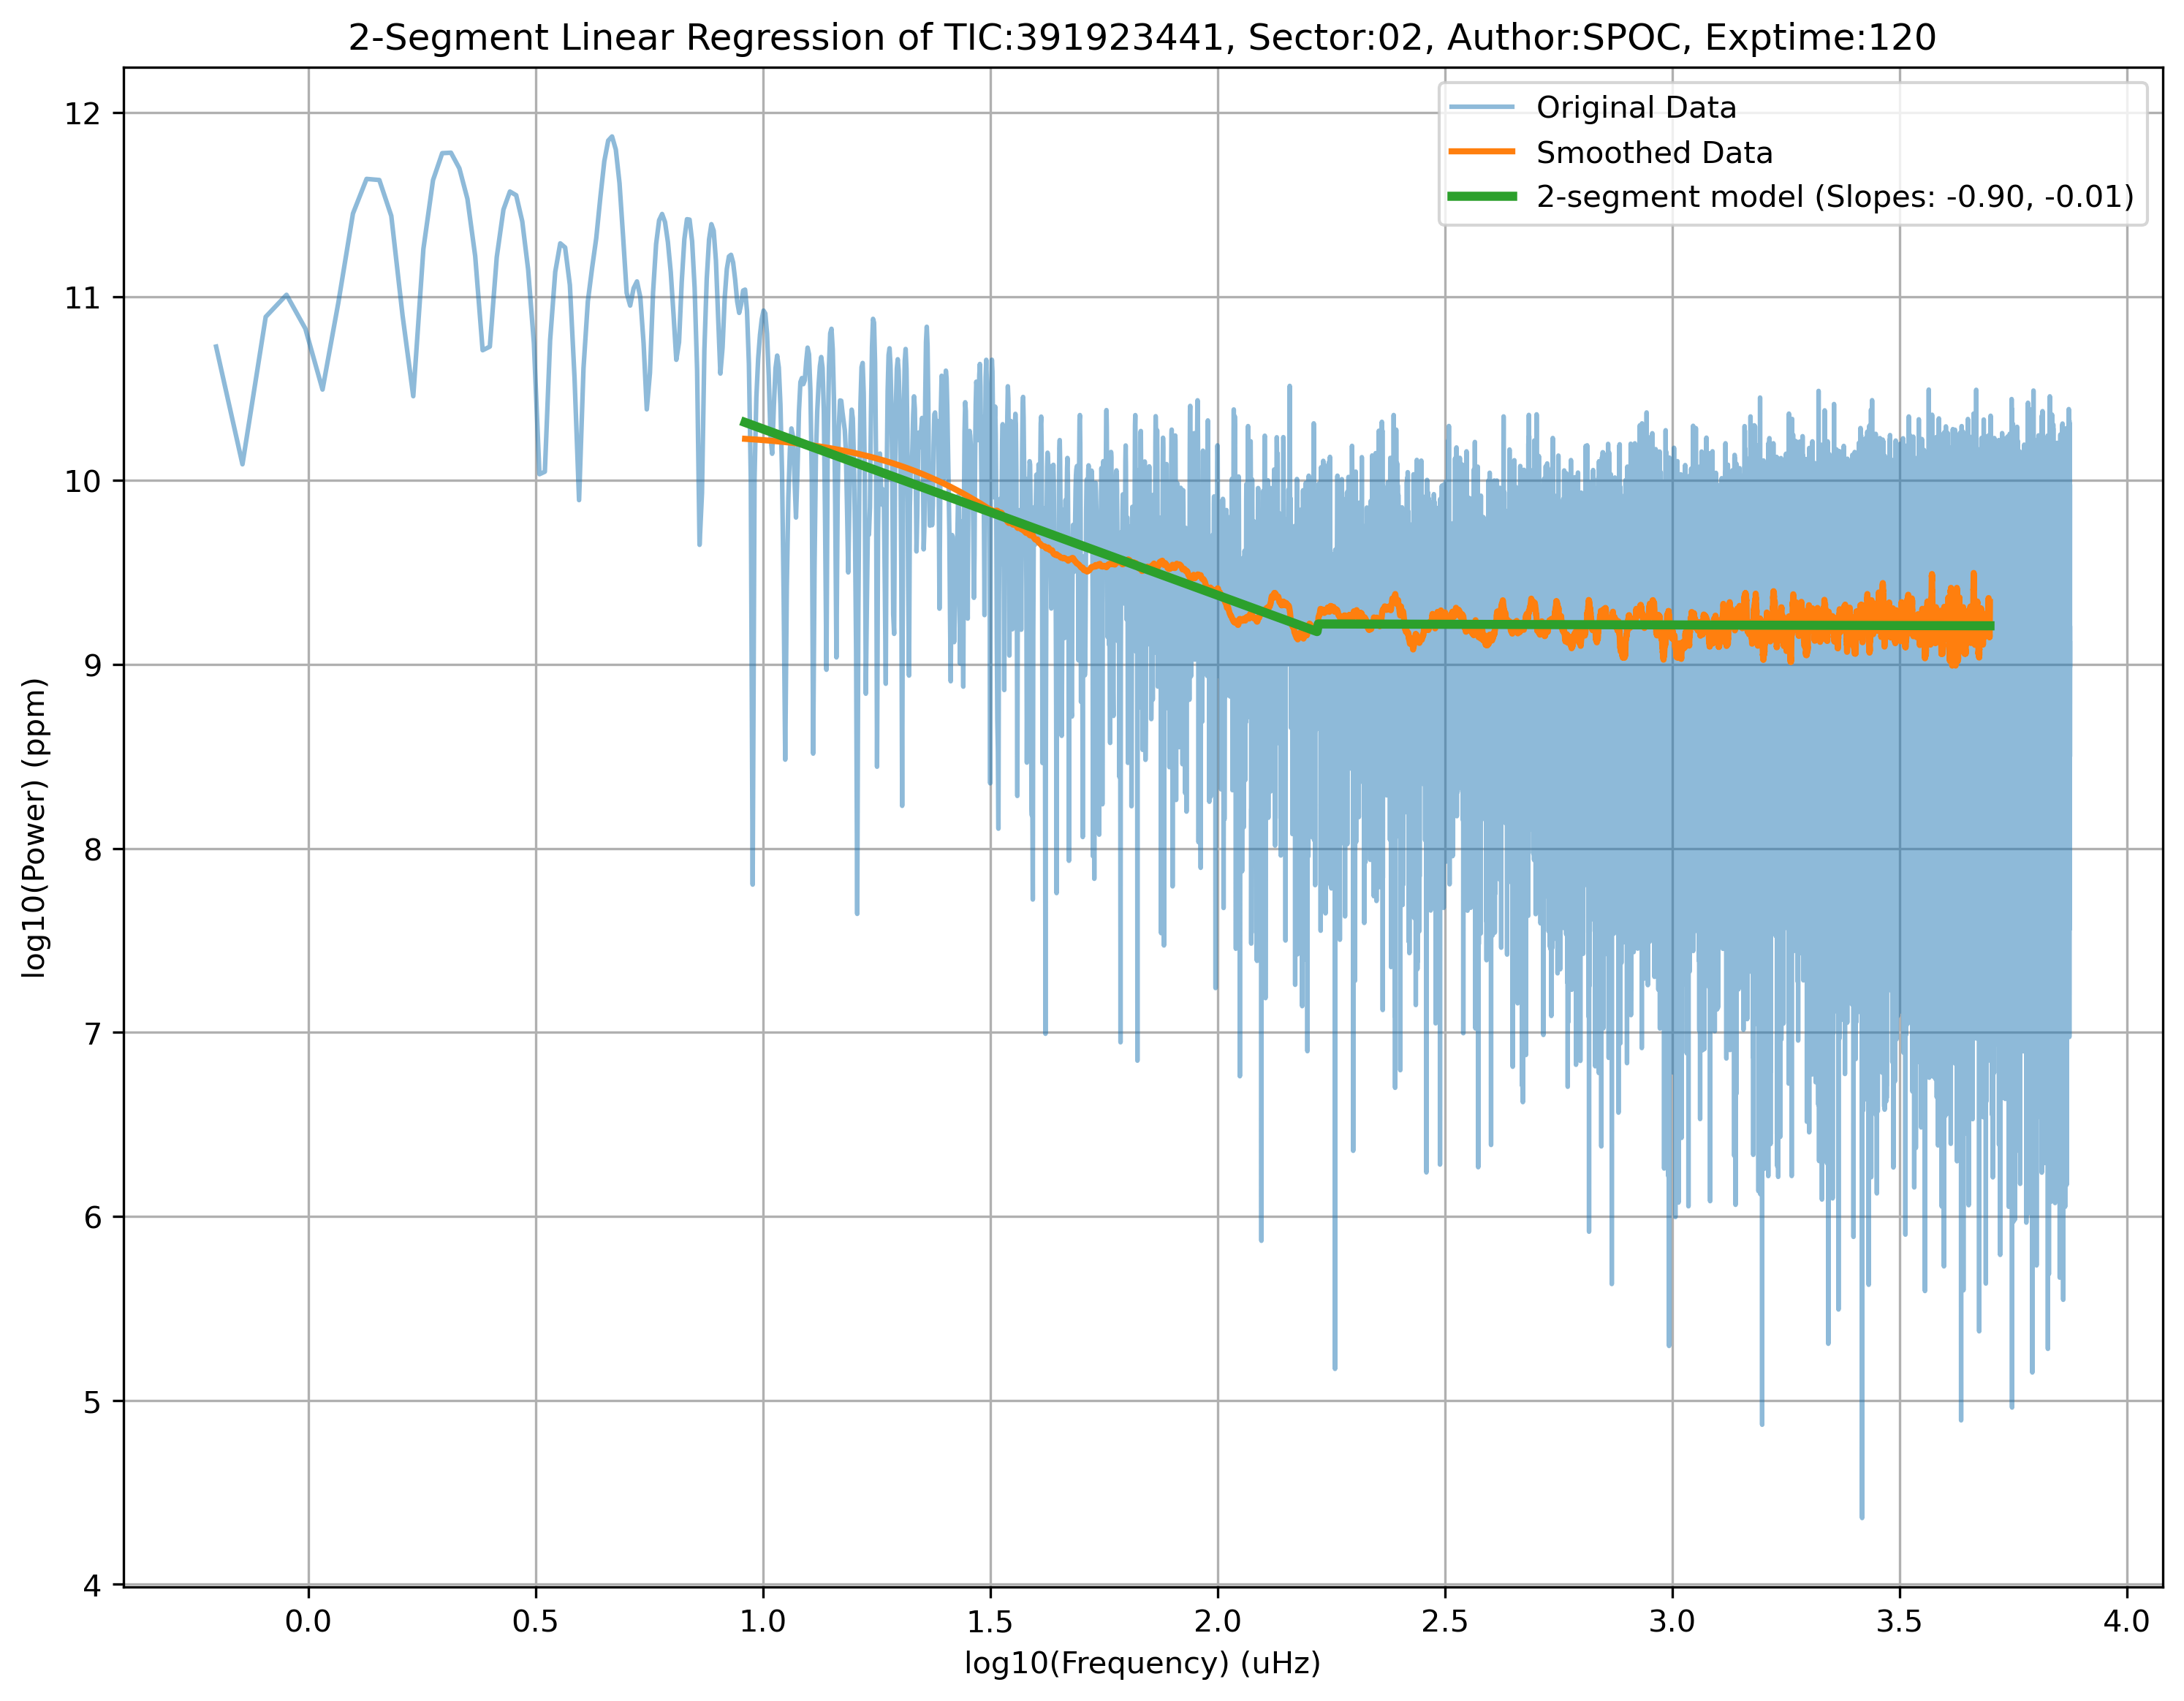 2-Segment Linear Regression of TIC:391923441, Sector:02, Author:SPOC, Exptime:120
Original Data
Smoothed Data
2-segment model (Slopes: -0.90, -0.01)
12
11
10
9
8
7
6
5
4
log10(Power) (ppm)
0.0 0.5 1.0 1.5 2.0 2.5 3.0 3.5 4.0
log10(Frequency) (uHz)